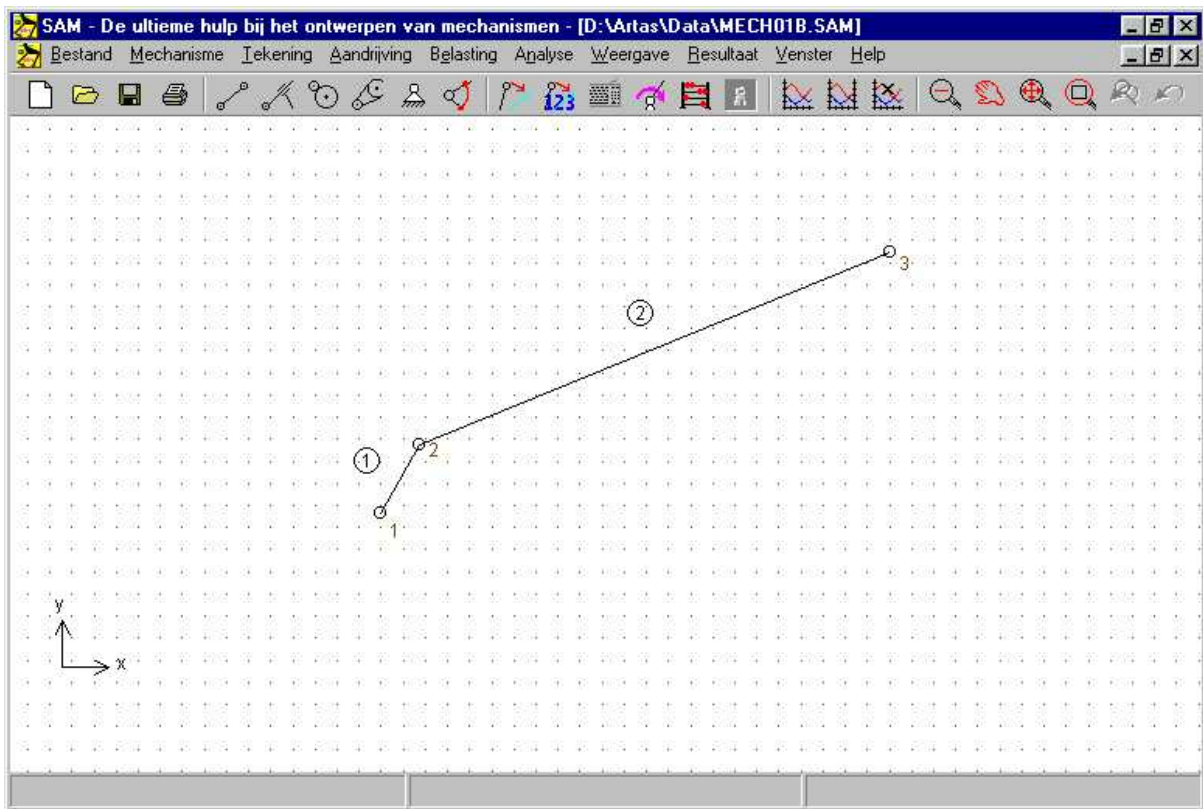 SAM - De ultieme hulp bij het ontwerpen van mechanismen - [D:\Artas\Data\MECH01B.SAM]
Bestand Mechanisme Tekening Aandrijving Belasting Analyse Weergave Resultaat Venster Help
123
3
2
2
1
1
y
x